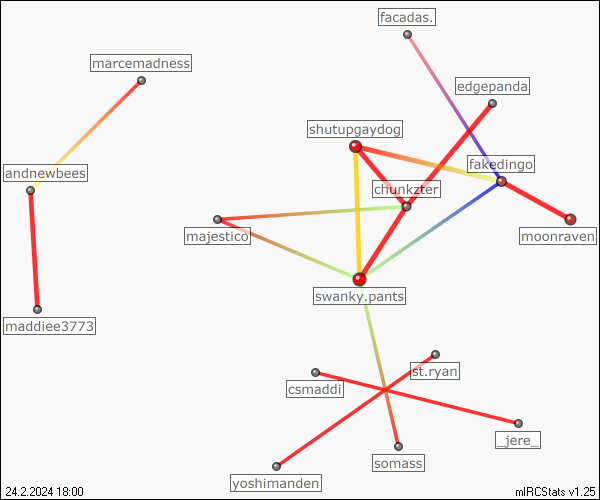 facadas.
marcemadness
edgepanda
shutupgaydog
fakedingo
andnewbees
chunkzter
majestico
moonraven
swanky.pants
maddiee3773
st.ryan
csmaddi
_jere_
somass
yoshimanden
24.2.2024 18:00
mIRCStats v1.25